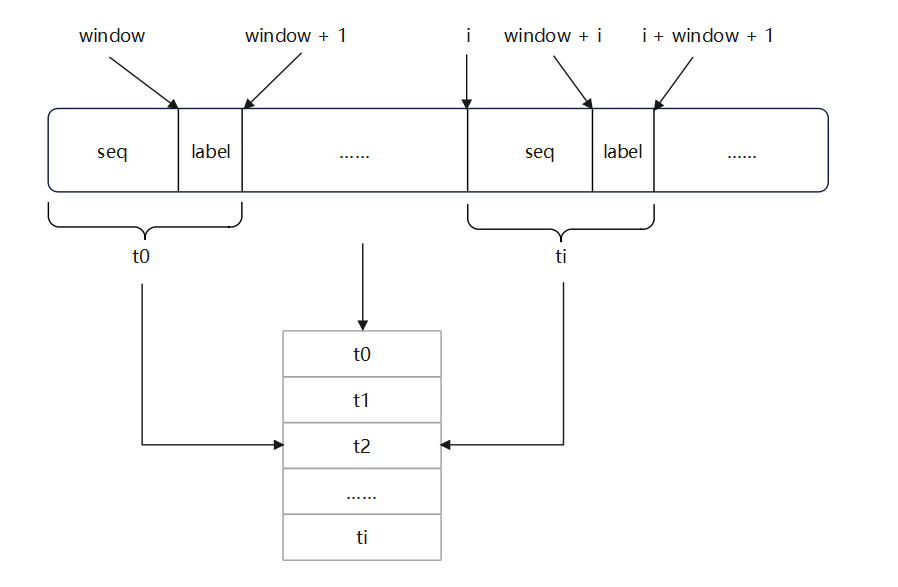 window window + 1 i window + i i + window + 1
seq label ...... seq label ......
t0 ti
t0
t1
t2
......
ti